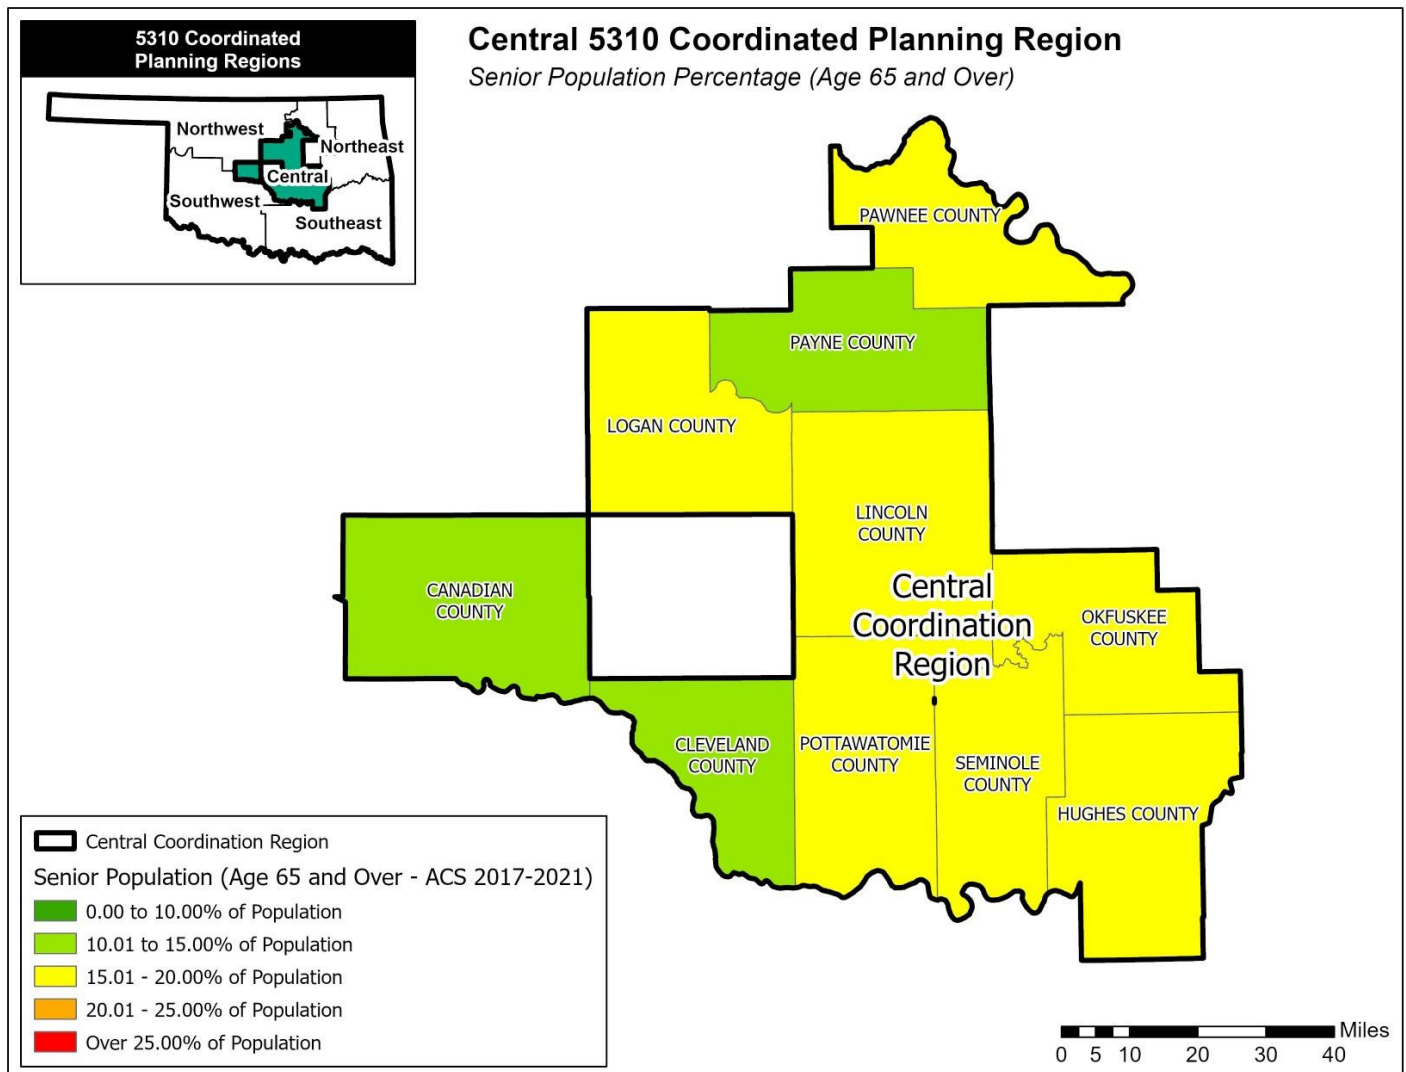 5310 Coordinated
Planning Regions
Northwest
Northeast
Central
Southwest
Southeast
Central 5310 Coordinated Planning Region
Senior Population Percentage (Age 65 and Over)
PAWNEE COUNTY
PAYNE COUNTY
LOGAN COUNTY
LINCOLN
COUNTY
CANADIAN
COUNTY
Central
Coordination
Region
OKFUSKEE
COUNTY
CLEVELAND
COUNTY
POTTAWATOMIE
COUNTY
SEMINOLE
COUNTY
HUGHES COUNTY
Central Coordination Region
Senior Population (Age 65 and Over - ACS 2017-2021)
0.00 to 10.00% of Population
10.01 to 15.00% of Population
15.01 - 20.00% of Population
20.01 - 25.00% of Population
Over 25.00% of Population
Miles
0 5 10 20 30 40